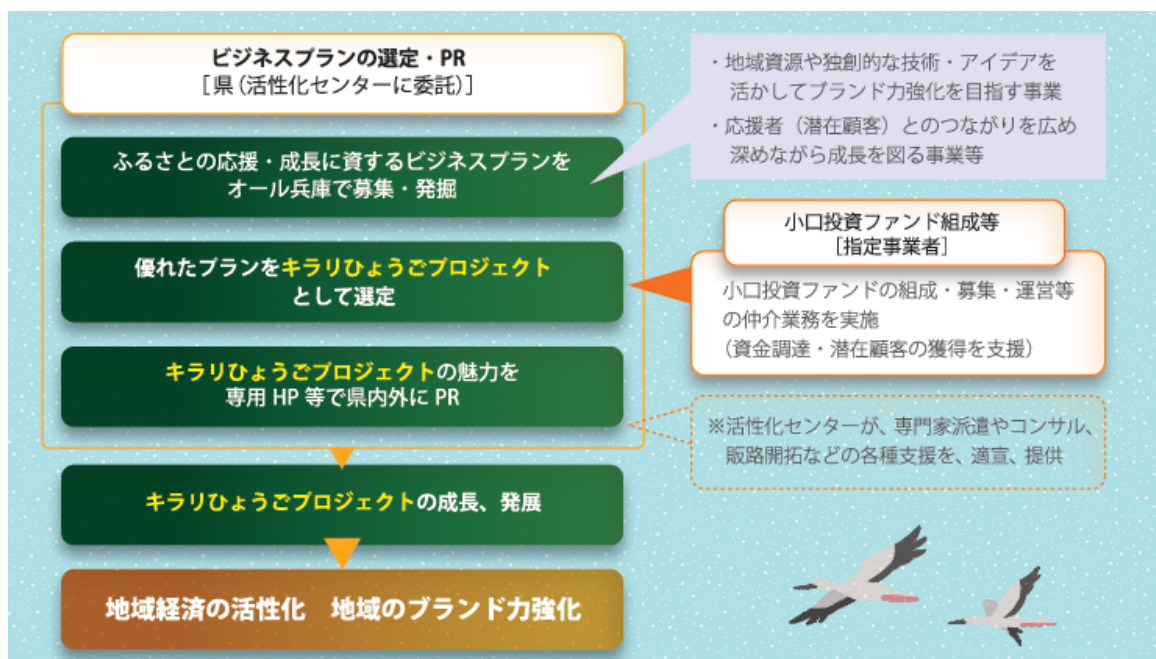 ビジネスプランの選定・PR
［県（活性化センターに委託）］
ふるさとの応援・成長に資するビジネスプランを
オール兵庫で募集・発掘
・地域資源や独創的な技術・アイデアを
活かしてブランド力強化を目指す事業
・応援者（潜在顧客）とのつながりを広め
深めながら成長を図る事業等
優れたプランをキラリひょうごプロジェクト
として選定
小口投資ファンド組成等
［指定事業者］
小口投資ファンドの組成・募集・運営等
の仲介業務を実施
（資金調達・潜在顧客の獲得を支援）
キラリひょうごプロジェクトの魅力を
専用 HP 等で県内外に PR
※活性化センターが、専門家派遣やコンサル、
販路開拓などの各種支援を、適宣、提供
キラリひょうごプロジェクトの成長、発展
地域経済の活性化　地域のブランド力強化